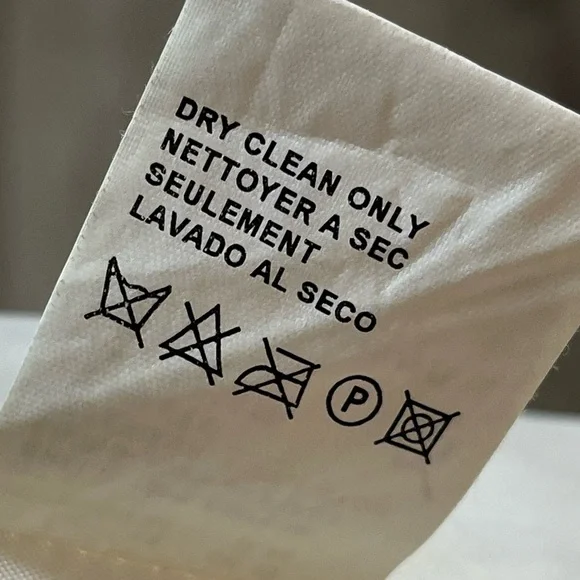 DRY CLEAN ONLY
NETTOYER A SEC
SEULEMENT
LAVADO AL SECO
P